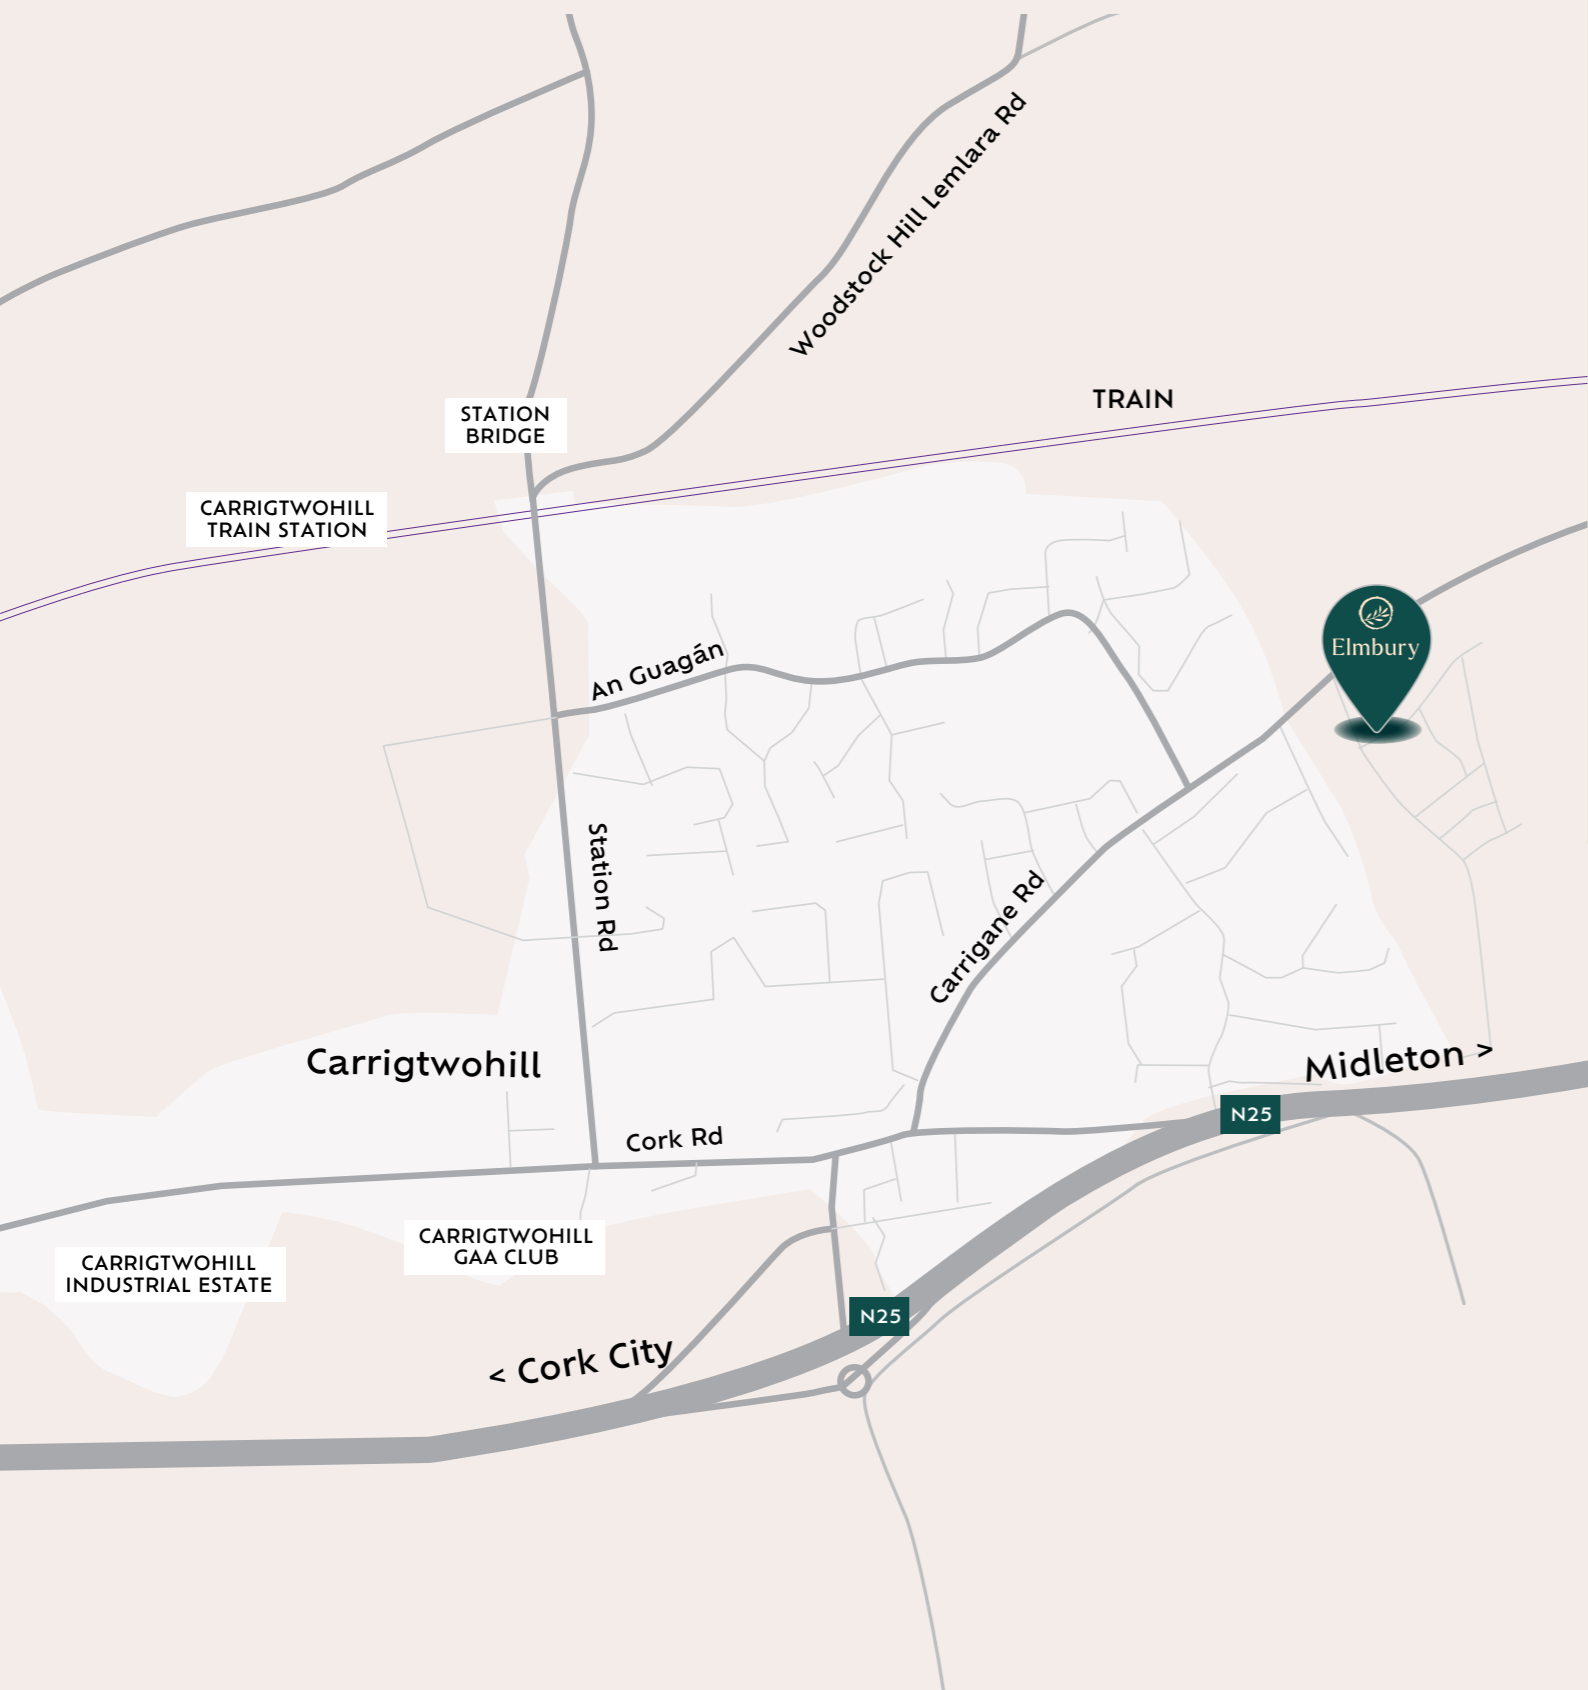 Woodstock Hill Lemlara Rd
TRAIN
STATION
BRIDGE
CARRIGTWOHILL
TRAIN STATION
Elmbury
An Guagán
Station Rd
Carrigane Rd
Carrigtwohill
Midleton >
N25
Cork Rd
CARRIGTWOHILL
GAA CLUB
CARRIGTWOHILL
INDUSTRIAL ESTATE
N25
< Cork City